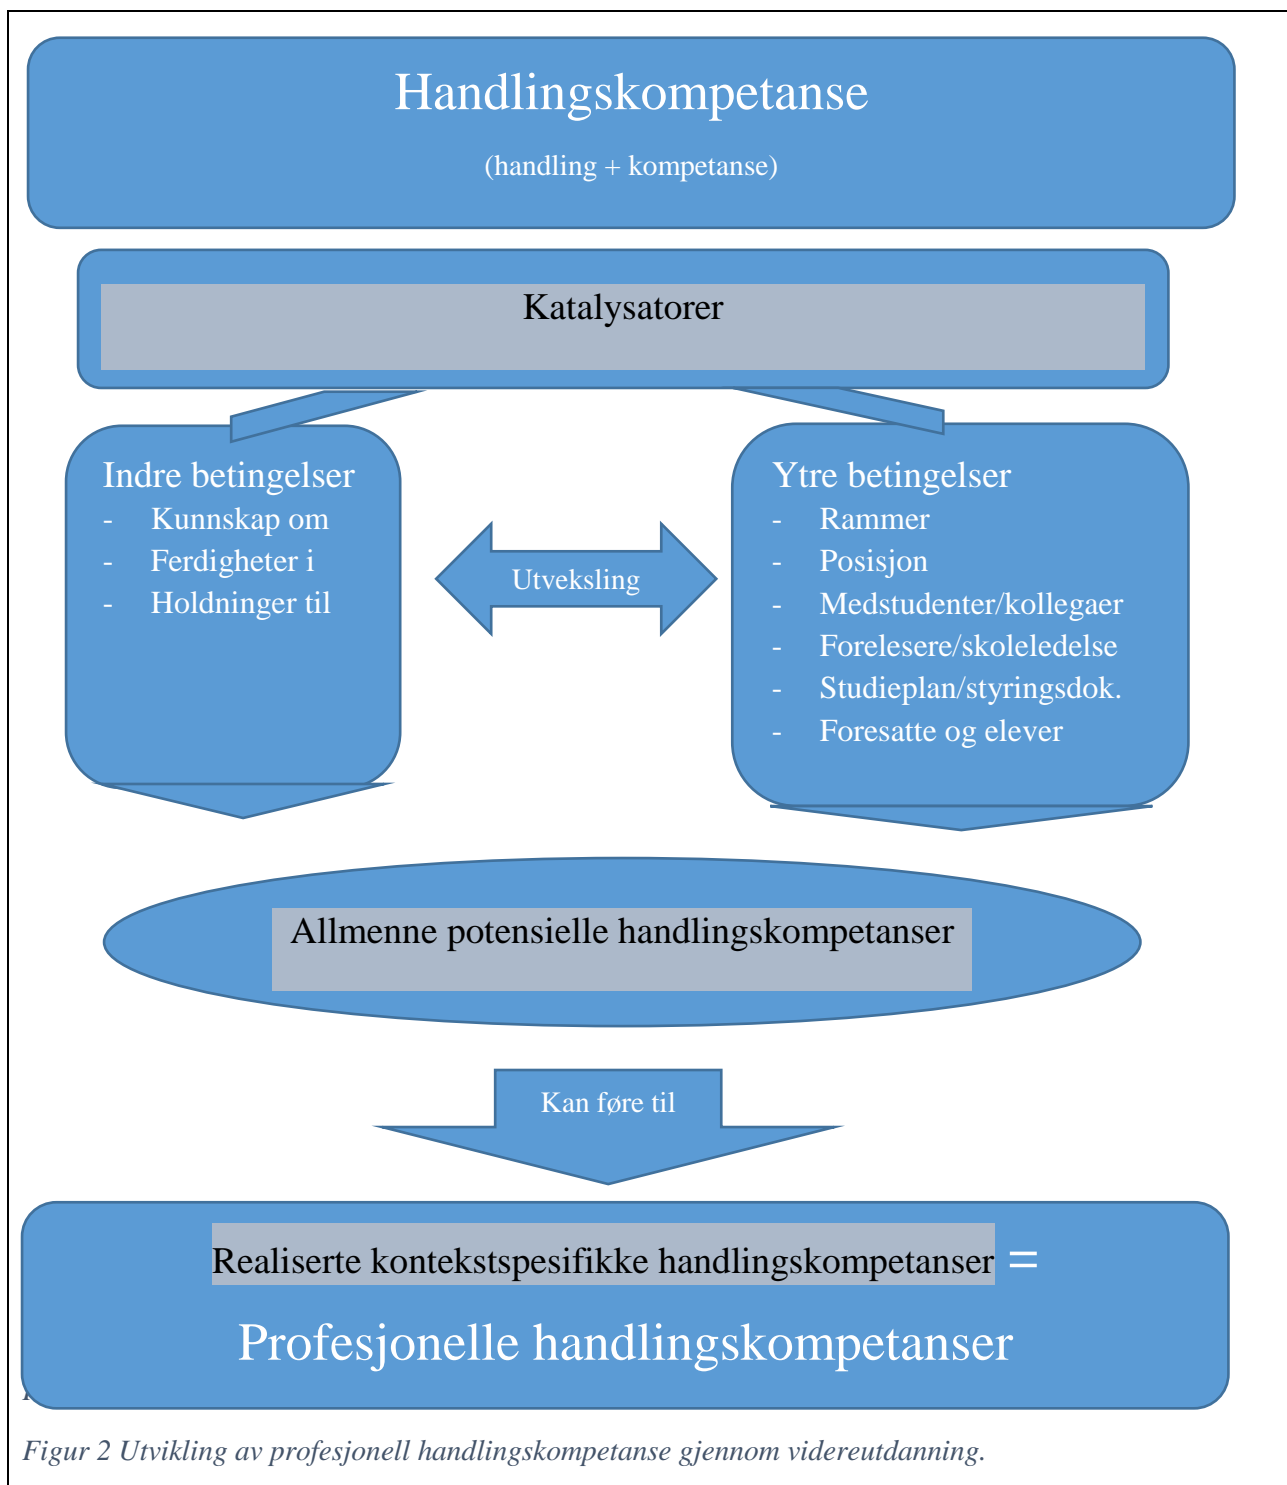 Handlingskompetanse
(handling + kompetanse)
Katalysatorer
Indre betingelser
- Kunnskap om
- Ferdigheter i
- Holdninger til
Utveksling
Ytre betingelser
- Rammer
- Posisjon
- Medstudenter/kollegaer
- Forelesere/skoleledelse
- Studieplan/styringsdok.
- Foresatte og elever
Allmenne potensielle handlingskompetanser
Kan føre til
Realiserte kontekstspesifikke handlingskompetanser =
Profesjonelle handlingskompetanser
Figur 2 Utvikling av profesjonell handlingskompetanse gjennom videreutdanning.